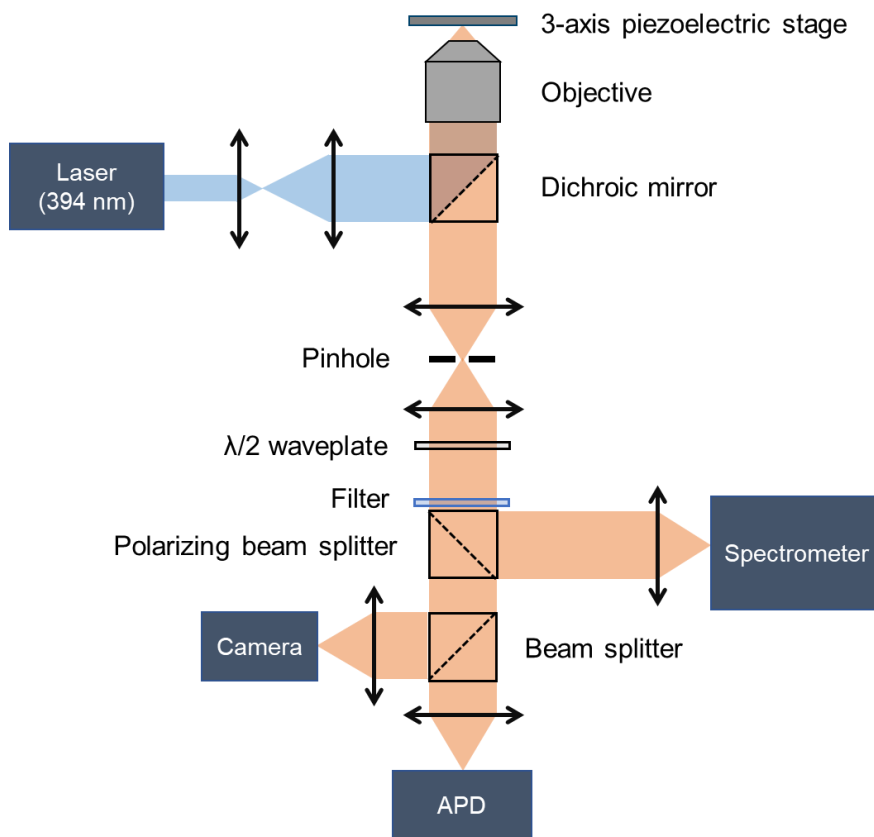 3-axis piezoelectric stage
Objective
Laser
(394 nm)
Dichroic mirror
Pinhole
λ/2 waveplate
Filter
Polarizing beam splitter
Spectrometer
Camera
Beam splitter
APD